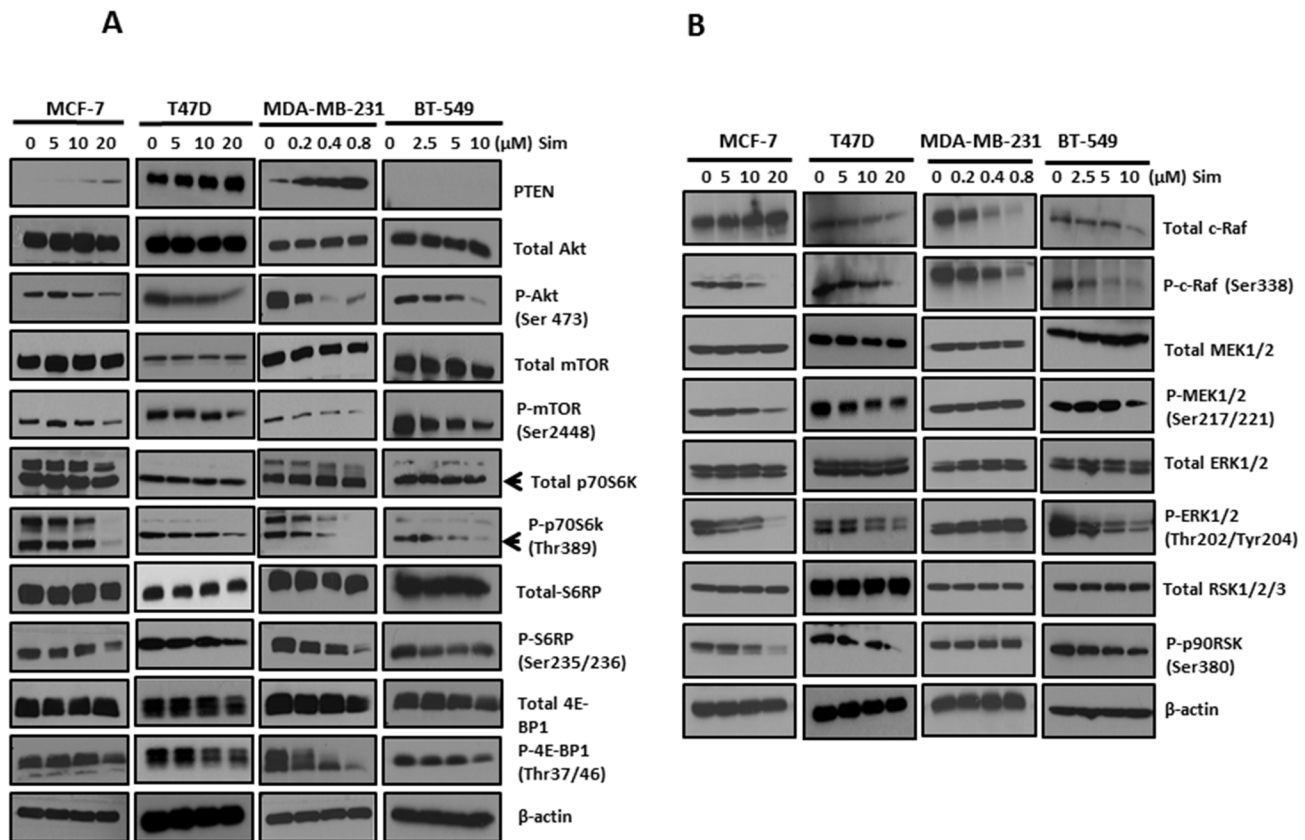 A
MCF-7 T47D MDA-MB-231 BT-549
0 5 10 20 0 5 10 20 0 0.2 0.4 0.8 0 2.5 5 10 (μM) Sim
PTEN
Total Akt
P-Akt
(Ser 473)
Total mTOR
P-mTOR
(Ser2448)
Total p70S6K
P-p70S6k
(Thr389)
Total-S6RP
P-S6RP
(Ser235/236)
Total 4E-
BP1
P-4E-BP1
(Thr37/46)
β-actin
B
MCF-7 T47D MDA-MB-231 BT-549
0 5 10 20 0 5 10 20 0 0.2 0.4 0.8 0 2.5 5 10 (μM) Sim
Total c-Raf
P-c-Raf (Ser338)
Total MEK1/2
P-MEK1/2
(Ser217/221)
Total ERK1/2
P-ERK1/2
(Thr202/Tyr204)
Total RSK1/2/3
P-p90RSK
(Ser380)
β-actin